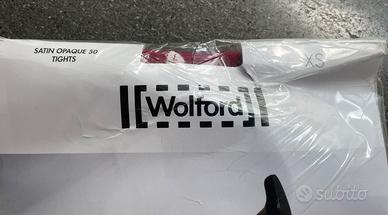 SATIN OPAQUE 50
TIGHTS
XS
Wolford
subito